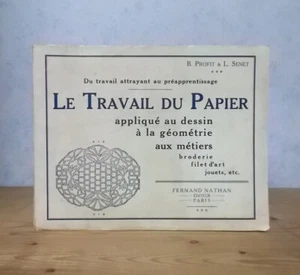 B. PROFIT & L. SENET
Du travail attrayant au préapprentissage
LE TRAVAIL DU PAPIER
appliqué au dessin
à la géométrie
aux métiers
broderie
filet d'art
jouets, etc.
FERNAND NATHAN
EDITEUR
PARIS